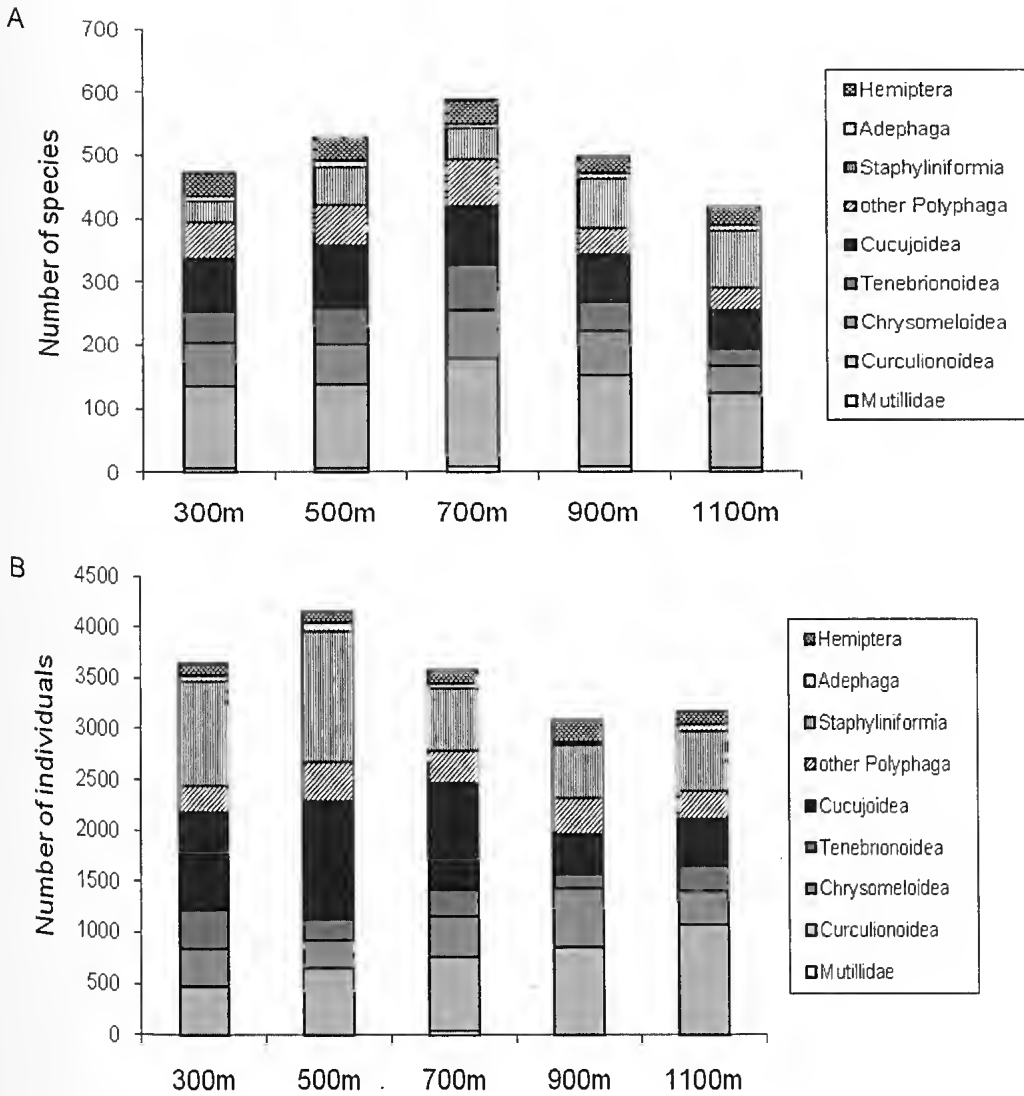 A
Number of species
700
600
500
400
300
200
100
0
300m
500m
700m
900m
1100m
Hemiptera
Adephaga
Staphyliniformia
other Polyphaga
Cucujoidea
Tenebrionoidea
Chrysomeloidea
Curculionoidea
Mutillidae
B
Number of individuals
4500
4000
3500
3000
2500
2000
1500
1000
500
0
300m
500m
700m
900m
1100m
Hemiptera
Adephaga
Staphyliniformia
other Polyphaga
Cucujoidea
Tenebrionoidea
Chrysomeloidea
Curculionoidea
Mutillidae